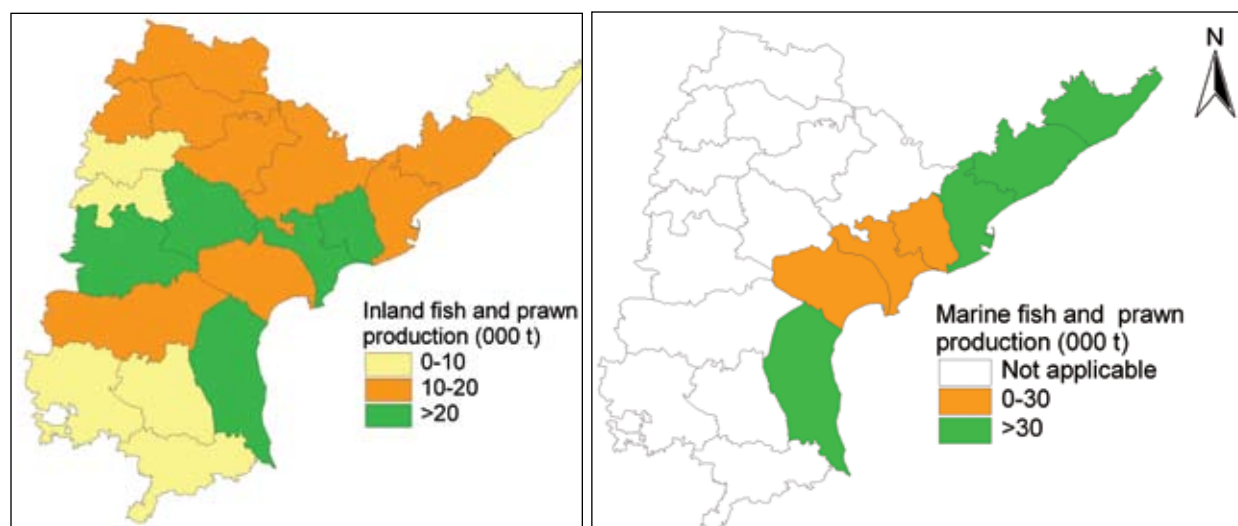 Inland fish and prawn
production (000 t)
0-10
10-20
>20
N
Marine fish and prawn
production (000 t)
Not applicable
0-30
>30